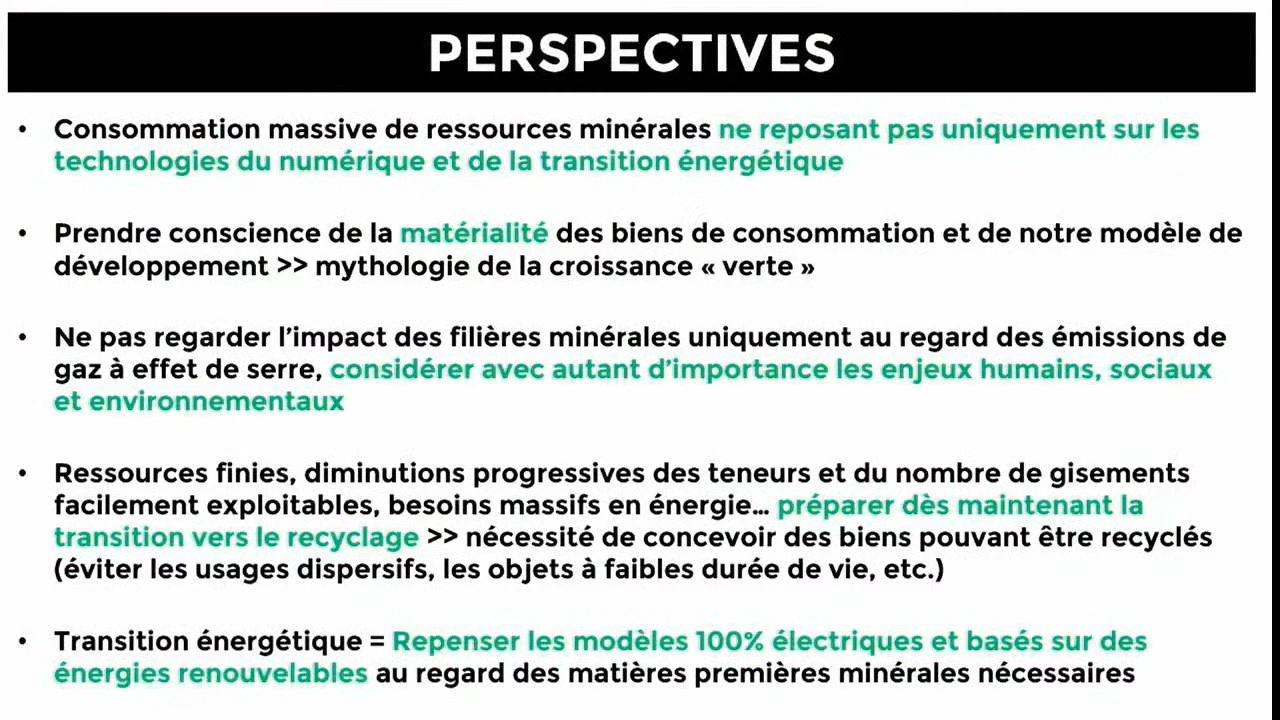 PERSPECTIVES
• Consommation massive de ressources minérales ne reposant pas uniquement sur les
technologies du numérique et de la transition énergétique
• Prendre conscience de la matérialité des biens de consommation et de notre modèle de
développement >> mythologie de la croissance « verte »
• Ne pas regarder l'impact des filières minérales uniquement au regard des émissions de
gaz à effet de serre, considérer avec autant d'importance les enjeux humains, sociaux
et environnementaux
• Ressources finies, diminutions progressives des teneurs et du nombre de gisements
facilement exploitables, besoins massifs en énergie... préparer dès maintenant la
transition vers le recyclage >> nécessité de concevoir des biens pouvant être recyclés
(éviter les usages dispersifs, les objets à faibles durée de vie, etc.)
• Transition énergétique = Repenser les modèles 100% électriques et basés sur des
énergies renouvelables au regard des matières premières minérales nécessaires